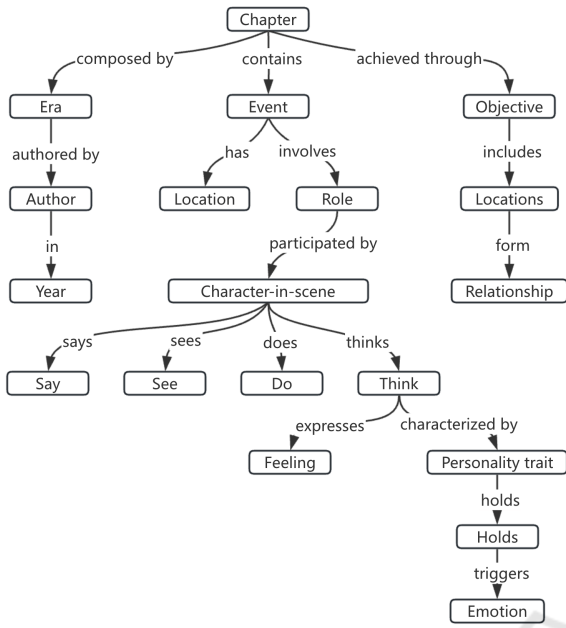 Chapter
composed by contains achieved through
Era Event Objective
authored by has involves includes
Author Location Role Locations
in participated by form
Year Character-in-scene Relationship
says sees does thinks
Say See Do Think
expresses characterized by
Feeling Personality trait
holds
Holds
triggers
Emotion